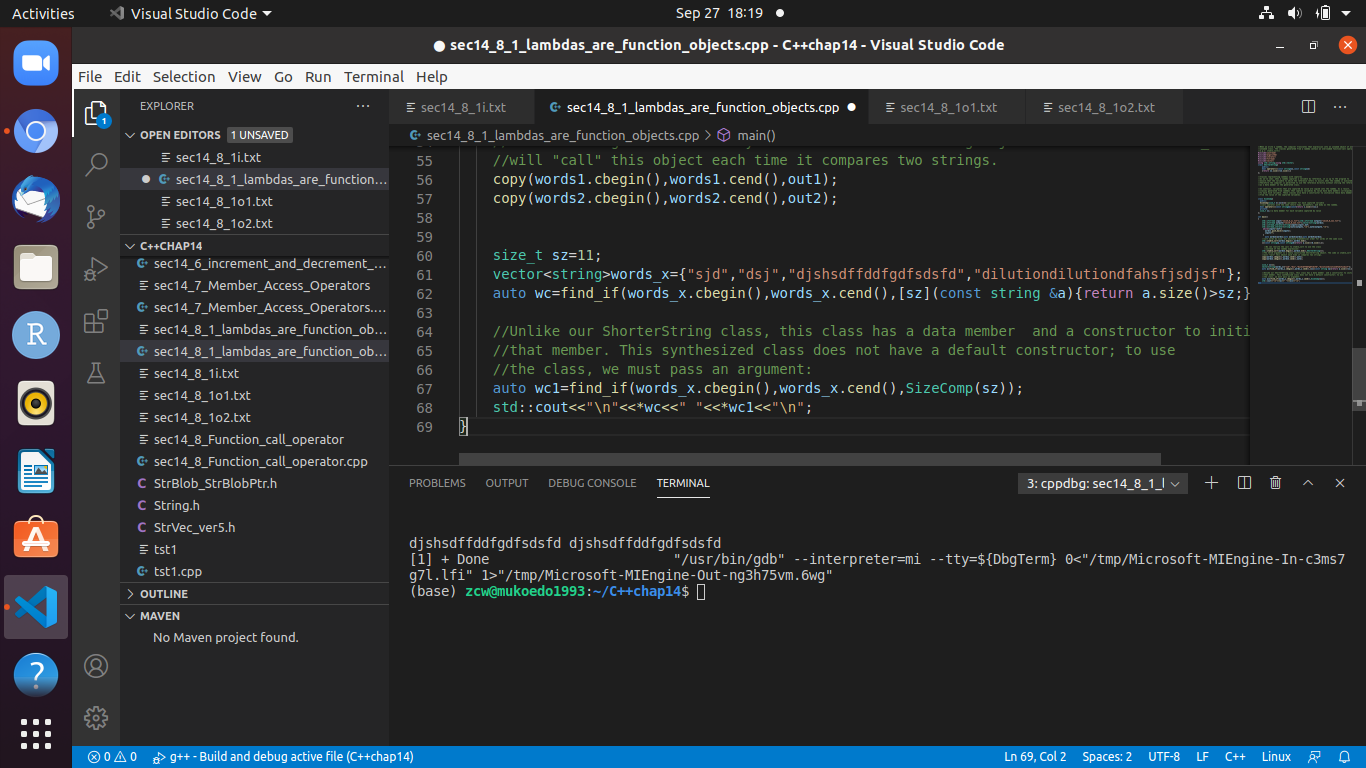 Activities
Visual Studio Code
Sep 27 18:19
sec14_8_1_lambdas_are_function_objects.cpp - C++chap14 - Visual Studio Code
File Edit Selection View Go Run Terminal Help
EXPLORER
OPEN EDITORS 1 UNSAVED
sec14_8_1i.txt
sec14_8_1_lambdas_are_function...
sec14_8_1o1.txt
sec14_8_1o2.txt
C++CHAP14
sec14_6_increment_and_decrement_...
sec14_7_Member_Access_Operators
sec14_7_Member_Access_Operators....
sec14_8_1_lambdas_are_function_ob...
sec14_8_1_lambdas_are_function_ob...
sec14_8_1i.txt
sec14_8_1o1.txt
sec14_8_1o2.txt
sec14_8_Function_call_operator
sec14_8_Function_call_operator.cpp
StrBlob_StrBlobPtr.h
String.h
StrVec_ver5.h
tst1
tst1.cpp
OUTLINE
MAVEN
No Maven project found.
1
sec14_8_1i.txt
sec14_8_1_lambdas_are_function_objects.cpp
sec14_8_1o1.txt
sec14_8_1o2.txt
sec14_8_1_lambdas_are_function_objects.cpp > main()
55 //will "call" this object each time it compares two strings.
56 copy(words1.cbegin(),words1.cend(),out1);
57 copy(words2.cbegin(),words2.cend(),out2);
58
59
60 size_t sz=11;
61 vector<string>words_x={"sjd","dsj","djshsdffddfgdfsdsfd","dilutiondilutiondfahsfjsdjsf"};
62 auto wc=find_if(words_x.cbegin(),words_x.cend(),[sz](const string &a){return a.size()>sz;}
63
64 //Unlike our ShorterString class, this class has a data member  and a constructor to initi
65 //that member. This synthesized class does not have a default constructor; to use
66 //the class, we must pass an argument:
67 auto wc1=find_if(words_x.cbegin(),words_x.cend(),SizeComp(sz));
68 std::cout<<"\n"<<*wc<<" "<<*wc1<<"\n";
69 }
PROBLEMS OUTPUT DEBUG CONSOLE TERMINAL
3: cppdbg: sec14_8_1_l
djshsdffddfgdfsdsfd djshsdffddfgdfsdsfd
[1] + Done "/usr/bin/gdb" --interpreter=mi --tty=${DbgTerm} 0<"/tmp/Microsoft-MIEngine-In-c3ms7
g7l.lfi" 1>"/tmp/Microsoft-MIEngine-Out-ng3h75vm.6wg"
(base) zcw@mukoedo1993:~/C++chap14$
0 0 g++ - Build and debug active file (C++chap14)
Ln 69, Col 2 Spaces: 2 UTF-8 LF C++ Linux